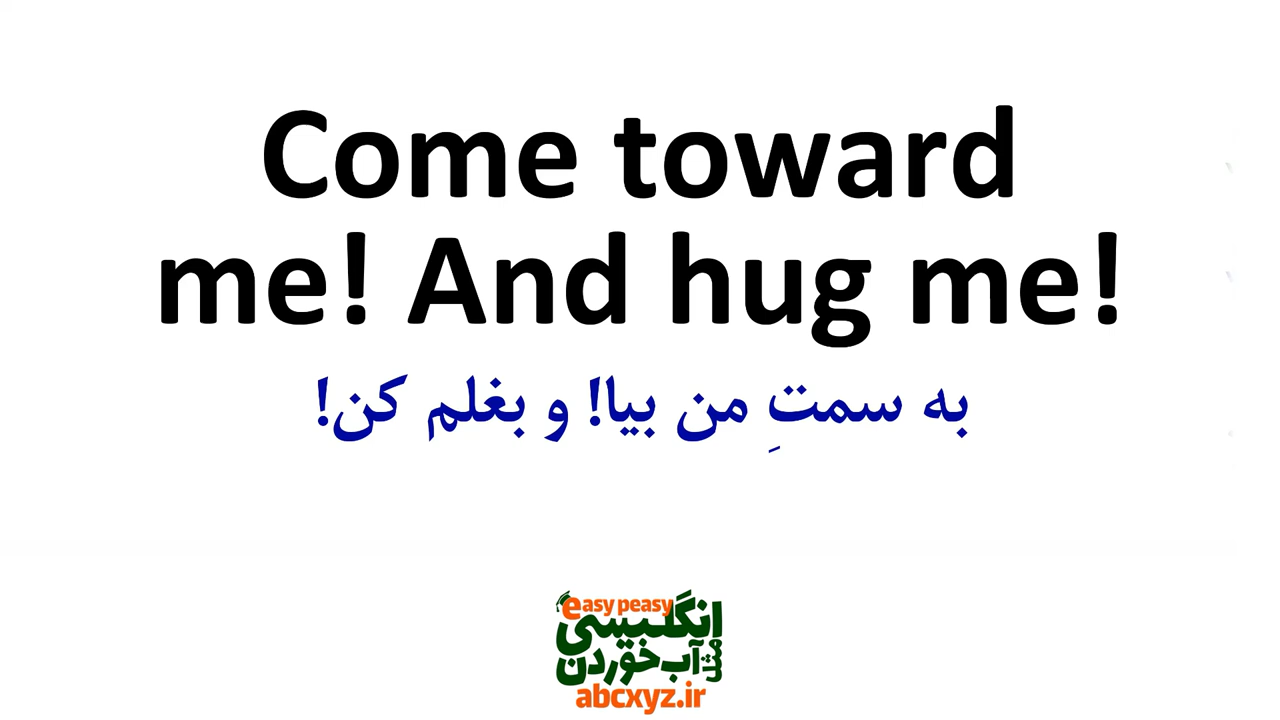 Come toward
me! And hug me!
به سمتِ من بیا! و بغلم کن!
easy peasy
انگلیسی
مثل آب خوردن
abcxyz.ir